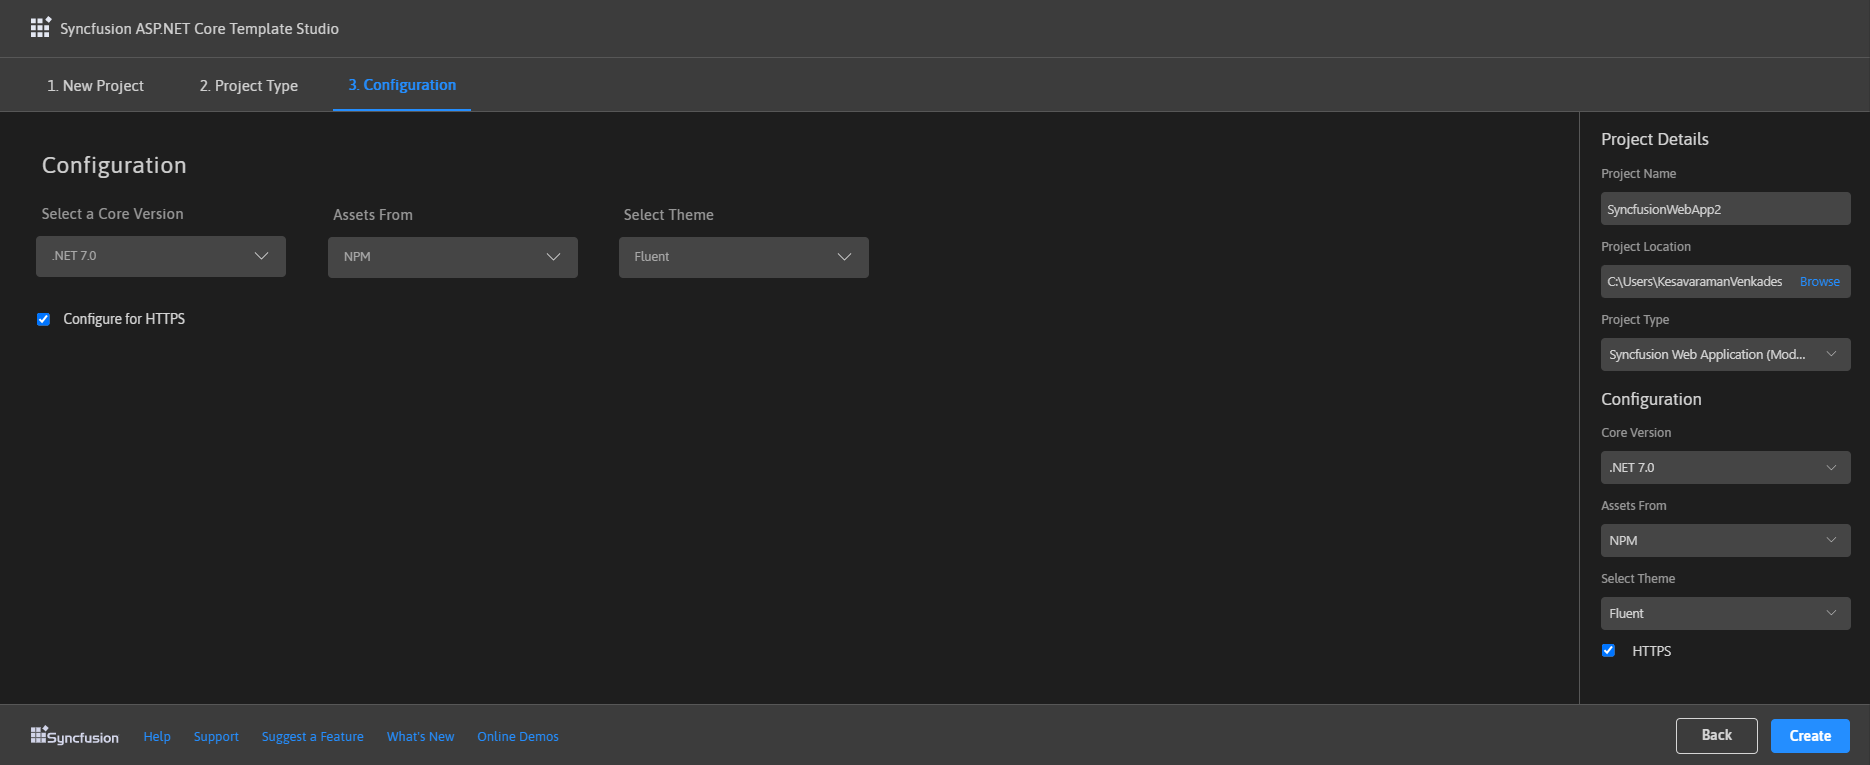 Syncfusion ASP.NET Core Template Studio
1. New Project
2. Project Type
3. Configuration
Configuration
Select a Core Version
Assets From
Select Theme
.NET 7.0
NPM
Fluent
Configure for HTTPS
Project Details
Project Name
SyncfusionWebApp2
Project Location
C:\Users\KesavaramanVenkades
Browse
Project Type
Syncfusion Web Application (Mod...
Configuration
Core Version
.NET 7.0
Assets From
NPM
Select Theme
Fluent
HTTPS
Syncfusion
Help
Support
Suggest a Feature
What's New
Online Demos
Back
Create